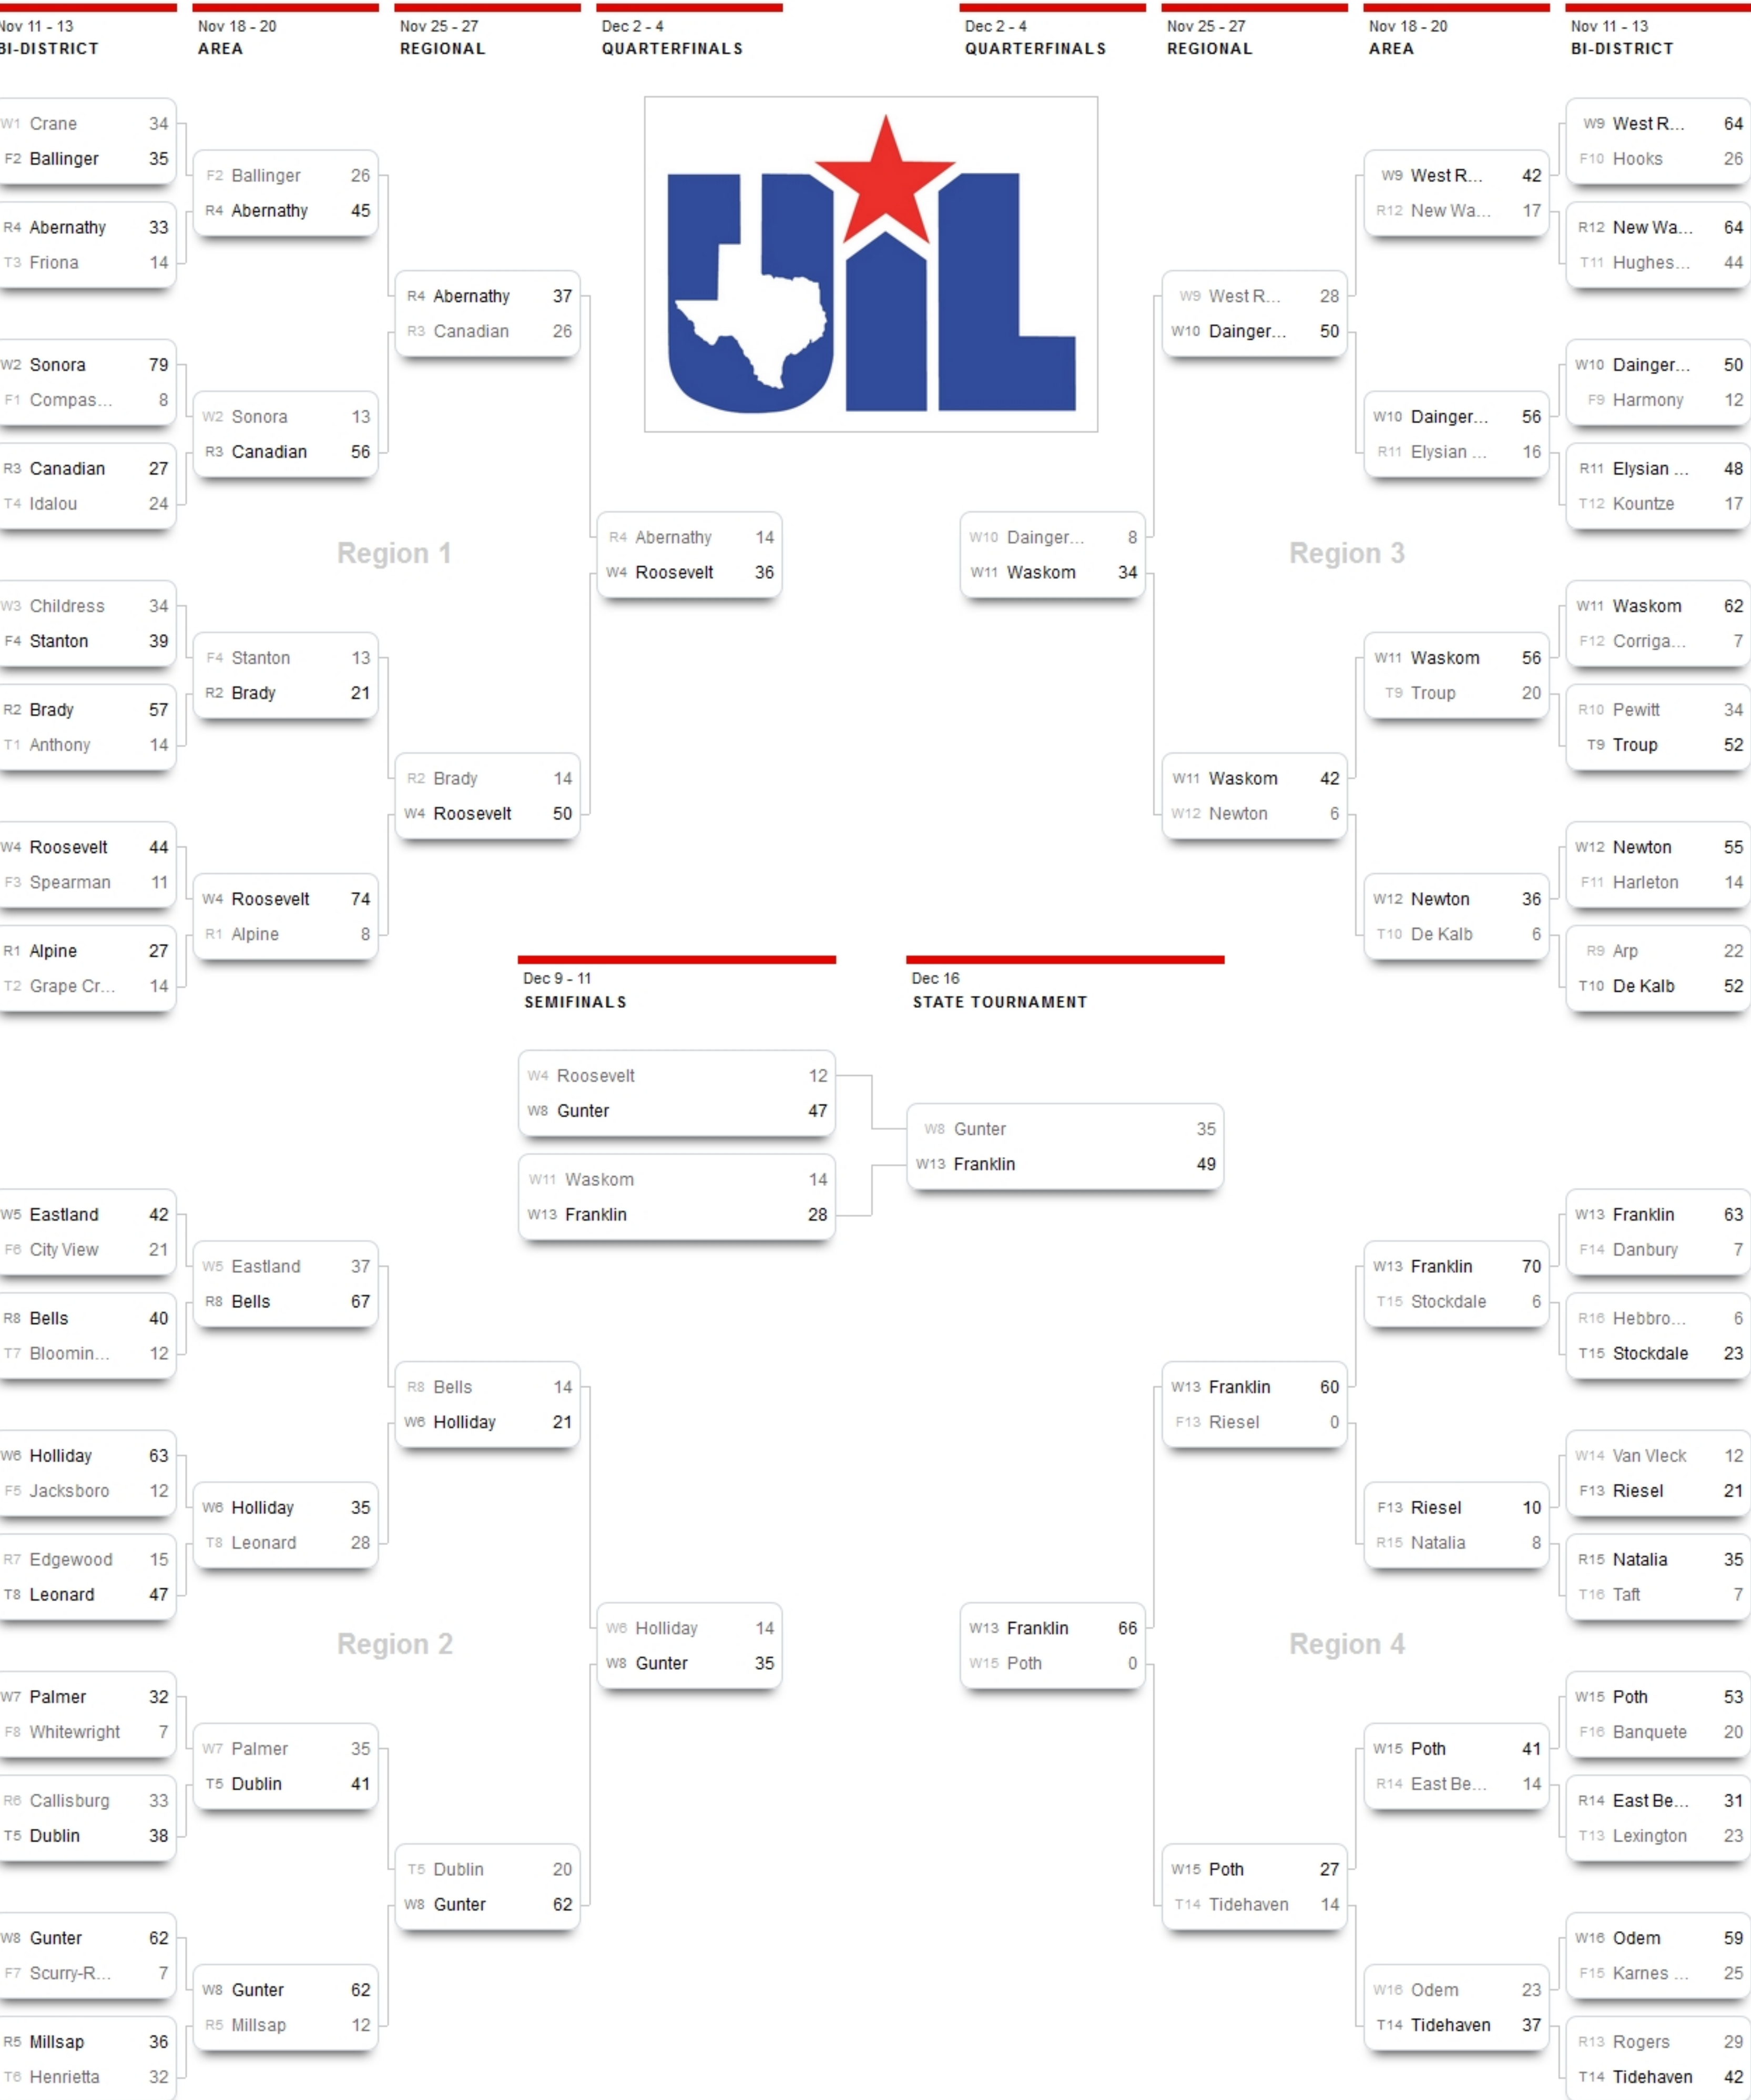 Nov 11 - 13
BI-DISTRICT
Nov 18 - 20
AREA
Nov 25 - 27
REGIONAL
Dec 2 - 4
QUARTERFINALS
Dec 2 - 4
QUARTERFINALS
Nov 25 - 27
REGIONAL
Nov 18 - 20
AREA
Nov 11 - 13
BI-DISTRICT
UIL
Region 1
W1 Crane 34
F2 Ballinger 35
R4 Abernathy 33
T3 Friona 14
W2 Sonora 79
F1 Compas... 8
R3 Canadian 27
T4 Idalou 24
W3 Childress 34
F4 Stanton 39
R2 Brady 57
T1 Anthony 14
W4 Roosevelt 44
F3 Spearman 11
R1 Alpine 27
T2 Grape Cr... 14
F2 Ballinger 26
R4 Abernathy 45
W2 Sonora 13
R3 Canadian 56
F4 Stanton 13
R2 Brady 21
W4 Roosevelt 74
R1 Alpine 8
R4 Abernathy 37
R3 Canadian 26
R2 Brady 14
W4 Roosevelt 50
R4 Abernathy 14
W4 Roosevelt 36
Region 3
W10 Dainger... 8
W11 Waskom 34
W9 West R... 28
W10 Dainger... 50
W11 Waskom 42
W12 Newton 6
W9 West R... 42
R12 New Wa... 17
W10 Dainger... 56
R11 Elysian ... 16
W11 Waskom 56
T9 Troup 20
W12 Newton 36
T10 De Kalb 6
W9 West R... 64
F10 Hooks 26
R12 New Wa... 64
T11 Hughes... 44
W10 Dainger... 50
F9 Harmony 12
R11 Elysian ... 48
T12 Kountze 17
W11 Waskom 62
F12 Corriga... 7
R10 Pewitt 34
T9 Troup 52
W12 Newton 55
F11 Harleton 14
R9 Arp 22
T10 De Kalb 52
Dec 9 - 11
SEMIFINALS
Dec 16
STATE TOURNAMENT
W4 Roosevelt 12
W8 Gunter 47
W11 Waskom 14
W13 Franklin 28
W8 Gunter 35
W13 Franklin 49
Region 2
W5 Eastland 42
F6 City View 21
R8 Bells 40
T7 Bloomin... 12
W6 Holliday 63
F5 Jacksboro 12
R7 Edgewood 15
T8 Leonard 47
W7 Palmer 32
F8 Whitewright 7
R6 Callisburg 33
T5 Dublin 38
W8 Gunter 62
F7 Scurry-R... 7
R5 Millsap 36
T6 Henrietta 32
W5 Eastland 37
R8 Bells 67
W6 Holliday 35
T8 Leonard 28
W7 Palmer 35
T5 Dublin 41
W8 Gunter 62
R5 Millsap 12
R8 Bells 14
W6 Holliday 21
T5 Dublin 20
W8 Gunter 62
W6 Holliday 14
W8 Gunter 35
Region 4
W13 Franklin 66
W15 Poth 0
W13 Franklin 60
F13 Riesel 0
W15 Poth 27
T14 Tidehaven 14
W13 Franklin 70
T15 Stockdale 6
F13 Riesel 10
R15 Natalia 8
W15 Poth 41
R14 East Be... 14
W16 Odem 23
T14 Tidehaven 37
W13 Franklin 63
F14 Danbury 7
R16 Hebbro... 6
T15 Stockdale 23
W14 Van Vleck 12
F13 Riesel 21
R15 Natalia 35
T16 Taft 7
W15 Poth 53
F16 Banquete 20
R14 East Be... 31
T13 Lexington 23
W16 Odem 59
F15 Karnes ... 25
R13 Rogers 29
T14 Tidehaven 42